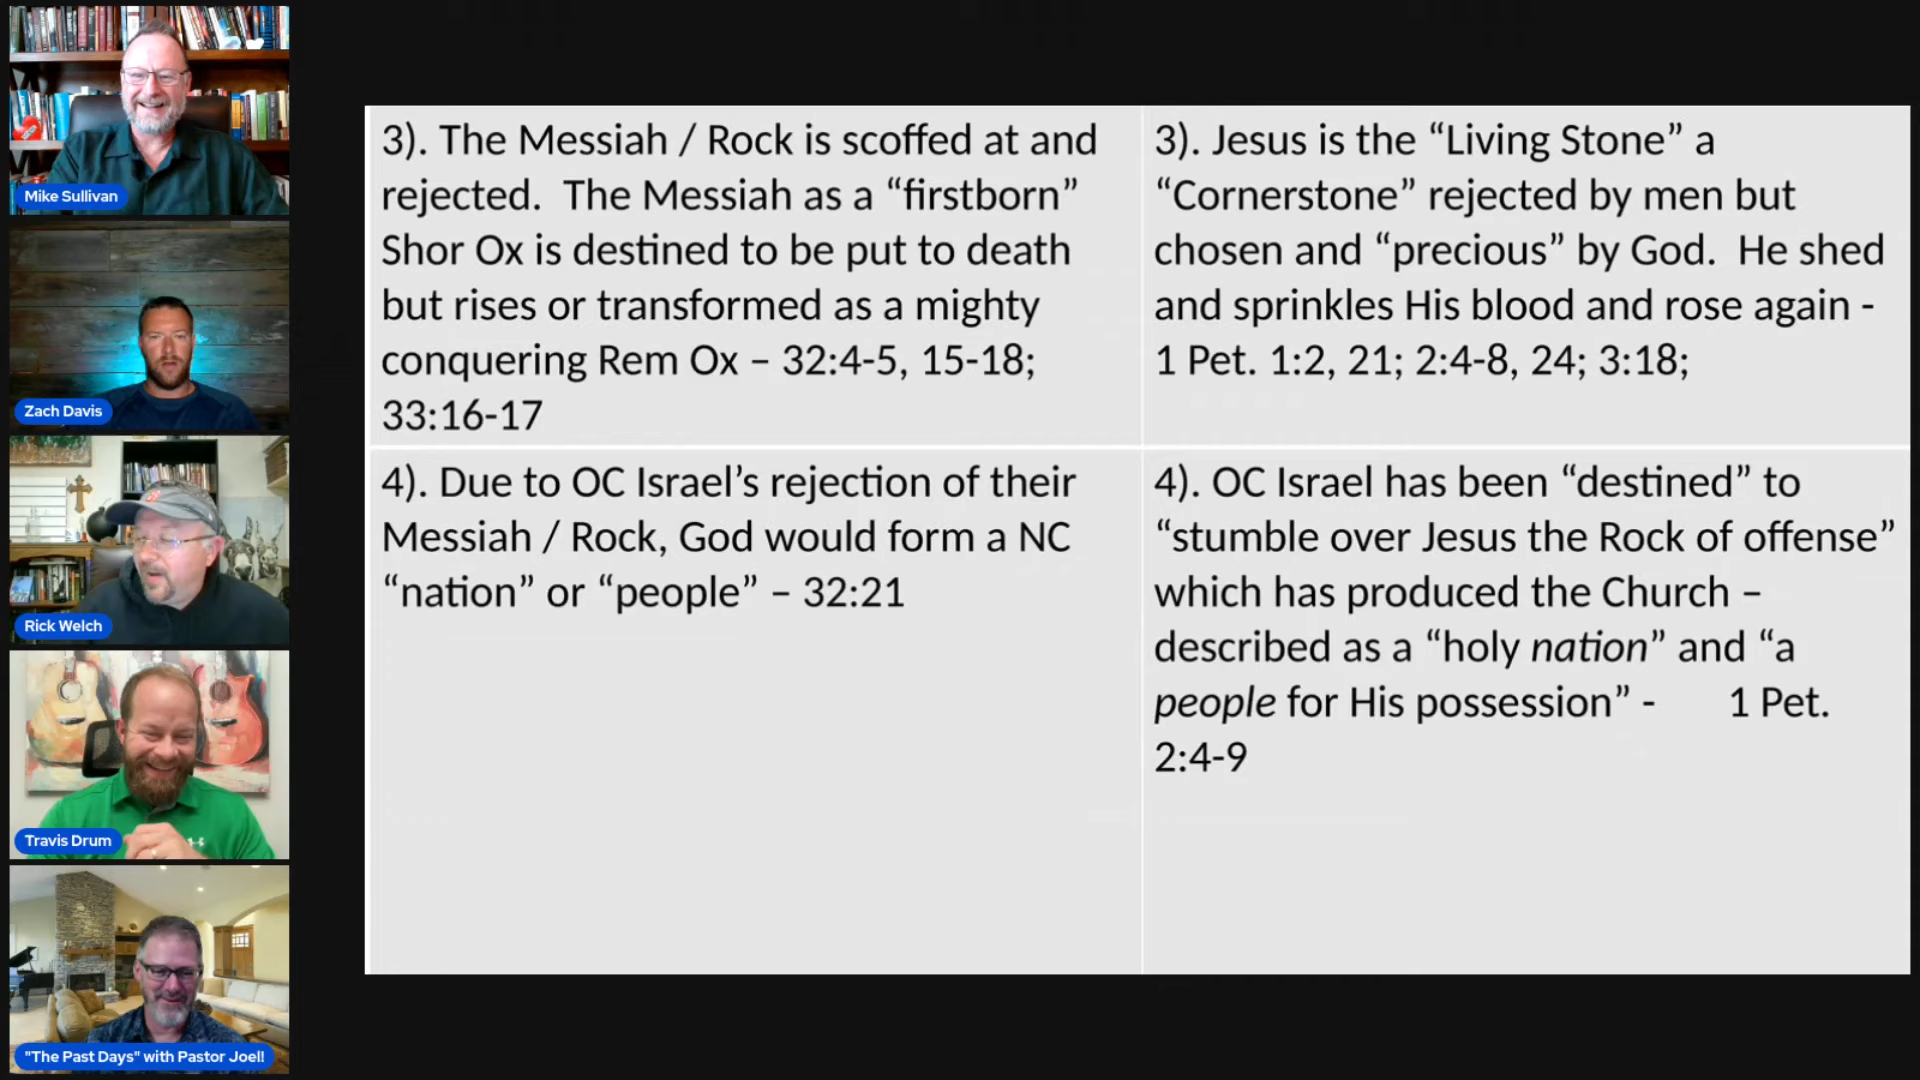 Mike Sullivan
Zach Davis
Rick Welch
Travis Drum
"The Past Days" with Pastor Joel!
3). The Messiah / Rock is scoffed at and
rejected.  The Messiah as a “firstborn”
Shor Ox is destined to be put to death
but rises or transformed as a mighty
conquering Rem Ox – 32:4-5, 15-18;
33:16-17
3). Jesus is the “Living Stone” a
“Cornerstone” rejected by men but
chosen and “precious” by God.  He shed
and sprinkles His blood and rose again -
1 Pet. 1:2, 21; 2:4-8, 24; 3:18;
4). Due to OC Israel’s rejection of their
Messiah / Rock, God would form a NC
“nation” or “people” – 32:21
4). OC Israel has been “destined” to
“stumble over Jesus the Rock of offense”
which has produced the Church –
described as a “holy nation” and “a
people for His possession” - 1 Pet.
2:4-9